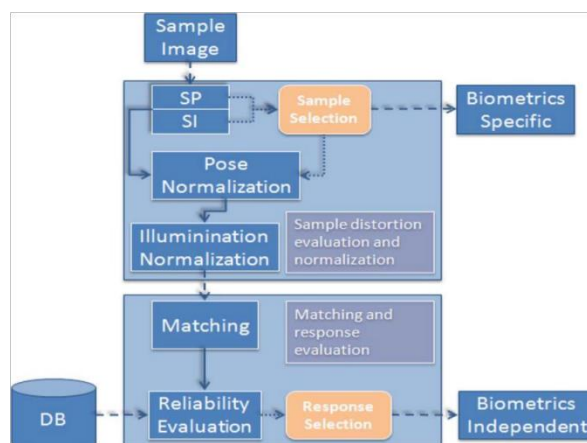 Sample
Image
SP
SI
Sample
Selection
Biometrics
Specific
Pose
Normalization
Illuminination
Normalization
Sample distortion
evaluation and
normalization
Matching
Matching and
response
evaluation
DB
Reliability
Evaluation
Response
Selection
Biometrics
Independent